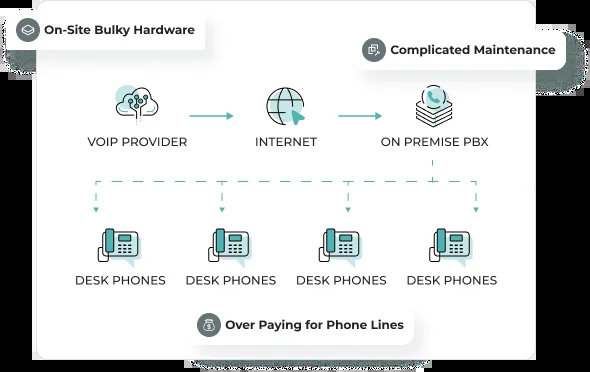 On-Site Bulky Hardware
Complicated Maintenance
VOIP PROVIDER
INTERNET
ON PREMISE PBX
DESK PHONES
DESK PHONES
DESK PHONES
DESK PHONES
Over Paying for Phone Lines